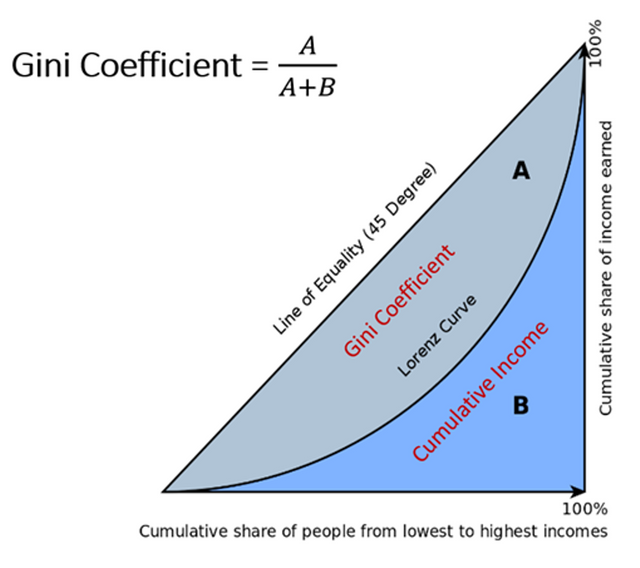 Gini Coefficient = A
A+B
100%
Cumulative share of income earned
A
Line of Equality (45 Degree)
Gini Coefficient
Lorenz Curve
Cumulative Income
B
100%
Cumulative share of people from lowest to highest incomes